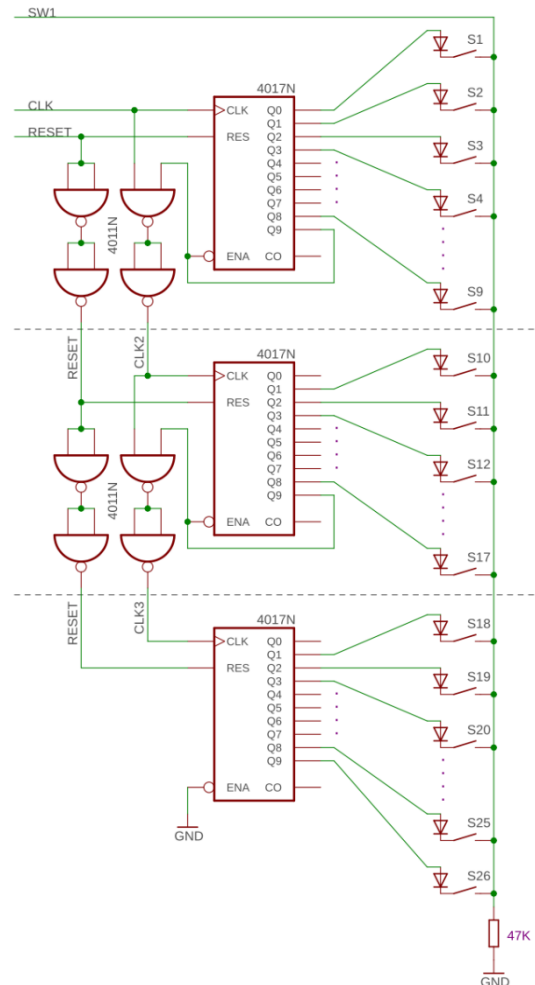 SW1
S1
4017N
S2
CLK
CLK
Q0
Q1
RESET
RES
Q2
S3
Q3
Q4
Q5
Q6
S4
Q7
4011N
Q8
Q9
ENA
CO
S9
RESET
CLK2
4017N
S10
CLK
Q0
Q1
RES
Q2
S11
Q3
Q4
Q5
S12
Q6
Q7
4011N
Q8
Q9
ENA
CO
S17
RESET
CLK3
4017N
S18
CLK
Q0
Q1
RES
Q2
S19
Q3
Q4
Q5
Q6
S20
Q7
Q8
Q9
ENA
CO
S25
GND
S26
47K
GND